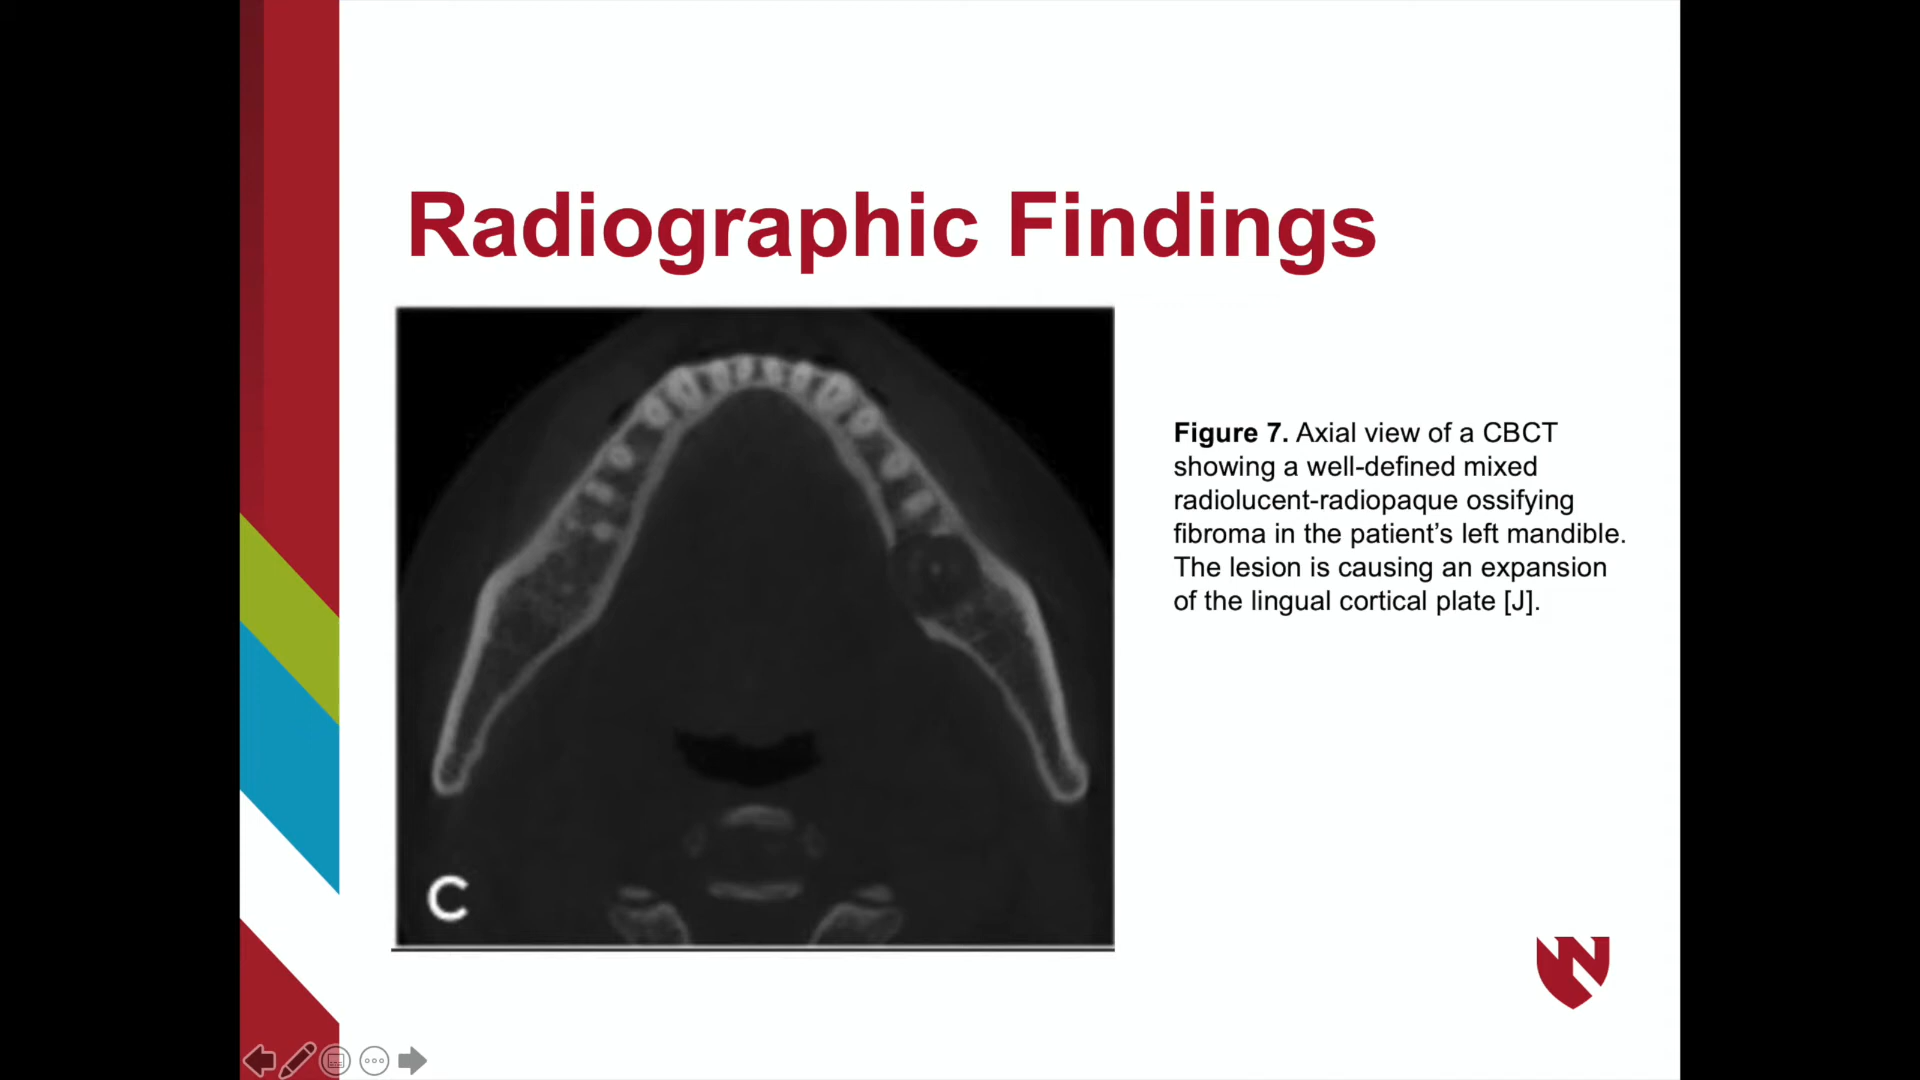 Radiographic Findings
Figure 7. Axial view of a CBCT
showing a well-defined mixed
radiolucent-radiopaque ossifying
fibroma in the patient’s left mandible.
The lesion is causing an expansion
of the lingual cortical plate [J].
C
N